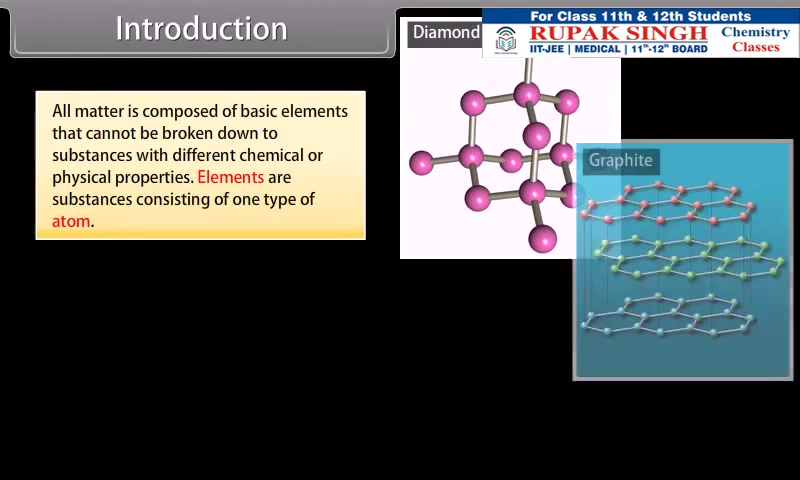 Introduction
For Class 11th & 12th Students
RUPAK SINGH
IIT-JEE | MEDICAL | 11th-12th BOARD
Chemistry
Classes
Diamond
All matter is composed of basic elements
that cannot be broken down to
substances with different chemical or
physical properties. Elements are
substances consisting of one type of
atom.
Graphite